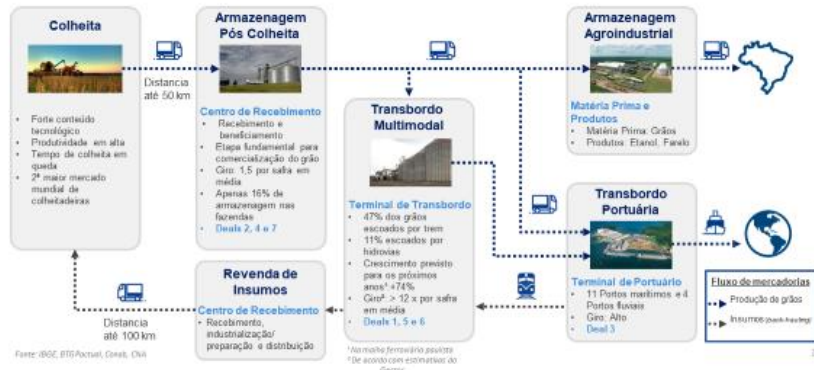 Colheita
Forte conteúdo
tecnológico
Produtividade em alta
Tempo de colheita em
queda
2º maior mercado
mundial de
colheitadeiras
Distancia
até 50 km
Armazenagem
Pós Colheita
Centro de Recebimento
Recebimento e
beneficiamento
Etapa fundamental para
comercialização do grão
Giro: 1,5 por safra em
média
Apenas 16% de
armazenagem nas
fazendas
Deals 2, 4 e 7
Transbordo
Multimodal
Terminal de Transbordo
47% dos grãos
escoados por trem
11% escoados por
hidrovias
Crescimento previsto
para os próximos
anos¹ +74%
Giro²: > 12 x por safra
em média
Deals 1, 5 e 6
Armazenagem
Agroindustrial
Matéria Prima e
Produtos
Matéria Prima: Grãos
Produtos: Etanol, Farelo
Transbordo
Portuária
Terminal de Portuário
11 Portos marítimos e 4
Portos fluviais
Giro: Alto
Deal 3
Revenda de
Insumos
Centro de Recebimento
Recebimento,
industrialização/
preparação e distribuição
Distancia
até 100 km
Fluxo de mercadorias
Produção de grãos
Insumos (back-hauling)
Fonte: IBGE, BTG Pactual, Conab, CNA
¹ Na malha ferroviária paulista
² De acordo com estimativas do
Gestor